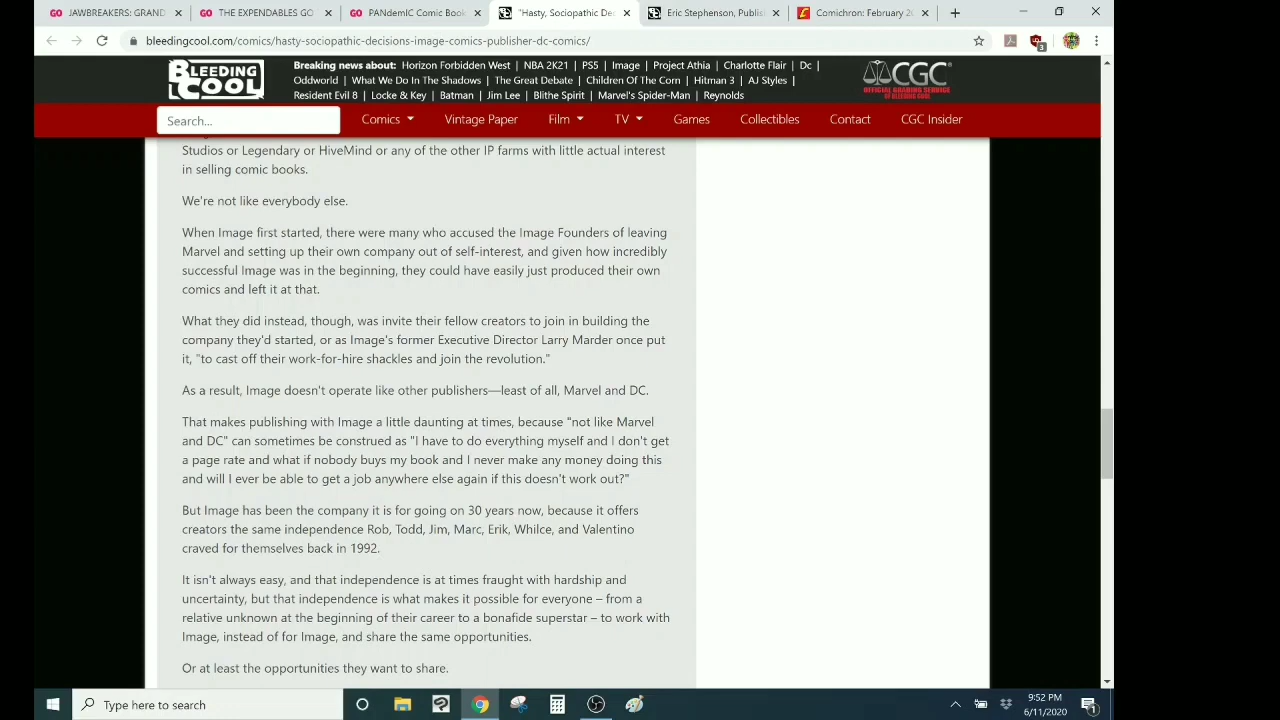 JAWBREAKERS: GRAND
THE EXPENDABLES GO
PANdemIC Comic Book
"Hasty, Sociopathic De
Eric Stephenson, Publis
Comichron: February 20
bleedingcool.com/comics/hasty-sociopathic-decisions-image-comics-publisher-dc-comics/
3
BLEEDING COOL
Breaking news about: Horizon Forbidden West | NBA 2K21 | PS5 | Image | Project Athia | Charlotte Flair | Dc |
Oddworld | What We Do In The Shadows | The Great Debate | Children Of The Corn | Hitman 3 | AJ Styles |
Resident Evil 8 | Locke & Key | Batman | Jim Lee | Blithe Spirit | Marvel's Spider-Man | Reynolds
CGC
OFFICIAL GRADING SERVICE
OF BLEEDING COOL
Search...
Comics
Vintage Paper
Film
TV
Games
Collectibles
Contact
CGC Insider
Studios or Legendary or HiveMind or any of the other IP farms with little actual interest
in selling comic books.
We're not like everybody else.
When Image first started, there were many who accused the Image Founders of leaving
Marvel and setting up their own company out of self-interest, and given how incredibly
successful Image was in the beginning, they could have easily just produced their own
comics and left it at that.
What they did instead, though, was invite their fellow creators to join in building the
company they'd started, or as Image's former Executive Director Larry Marder once put
it, "to cast off their work-for-hire shackles and join the revolution."
As a result, Image doesn't operate like other publishers—least of all, Marvel and DC.
That makes publishing with Image a little daunting at times, because "not like Marvel
and DC" can sometimes be construed as "I have to do everything myself and I don't get
a page rate and what if nobody buys my book and I never make any money doing this
and will I ever be able to get a job anywhere else again if this doesn't work out?"
But Image has been the company it is for going on 30 years now, because it offers
creators the same independence Rob, Todd, Jim, Marc, Erik, Whilce, and Valentino
craved for themselves back in 1992.
It isn't always easy, and that independence is at times fraught with hardship and
uncertainty, but that independence is what makes it possible for everyone – from a
relative unknown at the beginning of their career to a bonafide superstar – to work with
Image, instead of for Image, and share the same opportunities.
Or at least the opportunities they want to share.
Type here to search
9:52 PM
6/11/2020
1